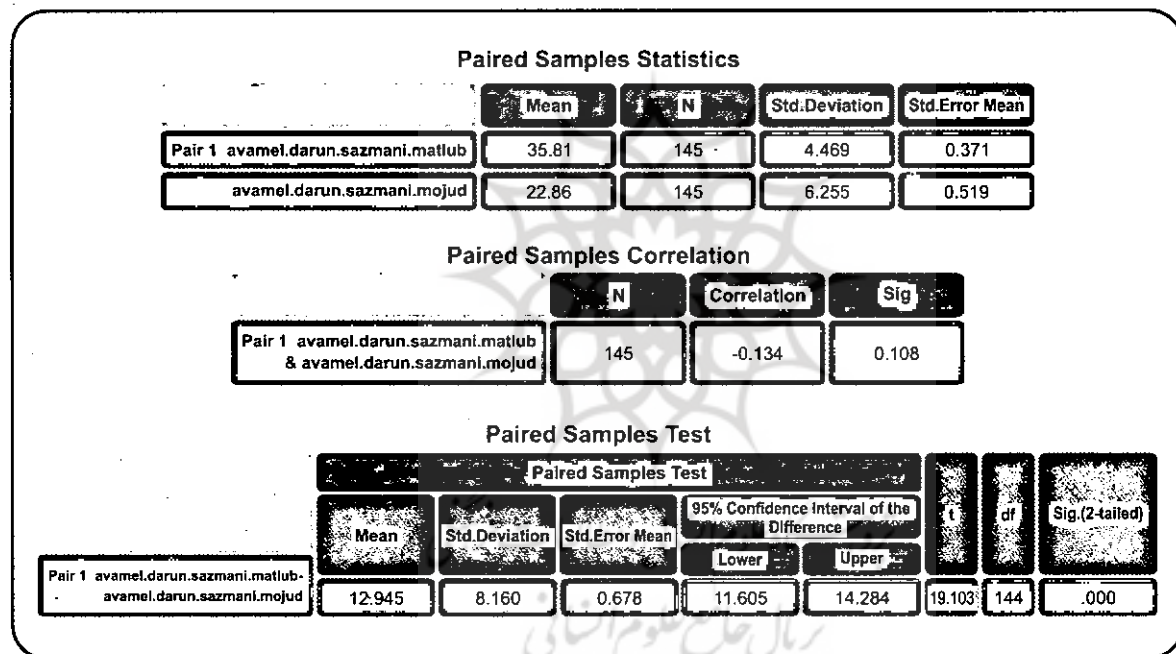 Paired Samples Statistics
Mean N Std.Deviation Std.Error Mean
Pair 1 avamel.darun.sazmani.matlub 35.81 145 4.469 0.371
avamel.darun.sazmani.mojud 22.86 145 6.255 0.519
Paired Samples Correlation
N Correlation Sig
Pair 1 avamel.darun.sazmani.matlub
& avamel.darun.sazmani.mojud 145 -0.134 0.108
Paired Samples Test
Paired Samples Test
Mean Std.Deviation Std.Error Mean 95% Confidence Interval of the
Difference t df Sig.(2-tailed)
Lower Upper
Pair 1 avamel.darun.sazmani.matlub-
avamel.darun.sazmani.mojud 12.945 8.160 0.678 11.605 14.284 19.103 144 .000